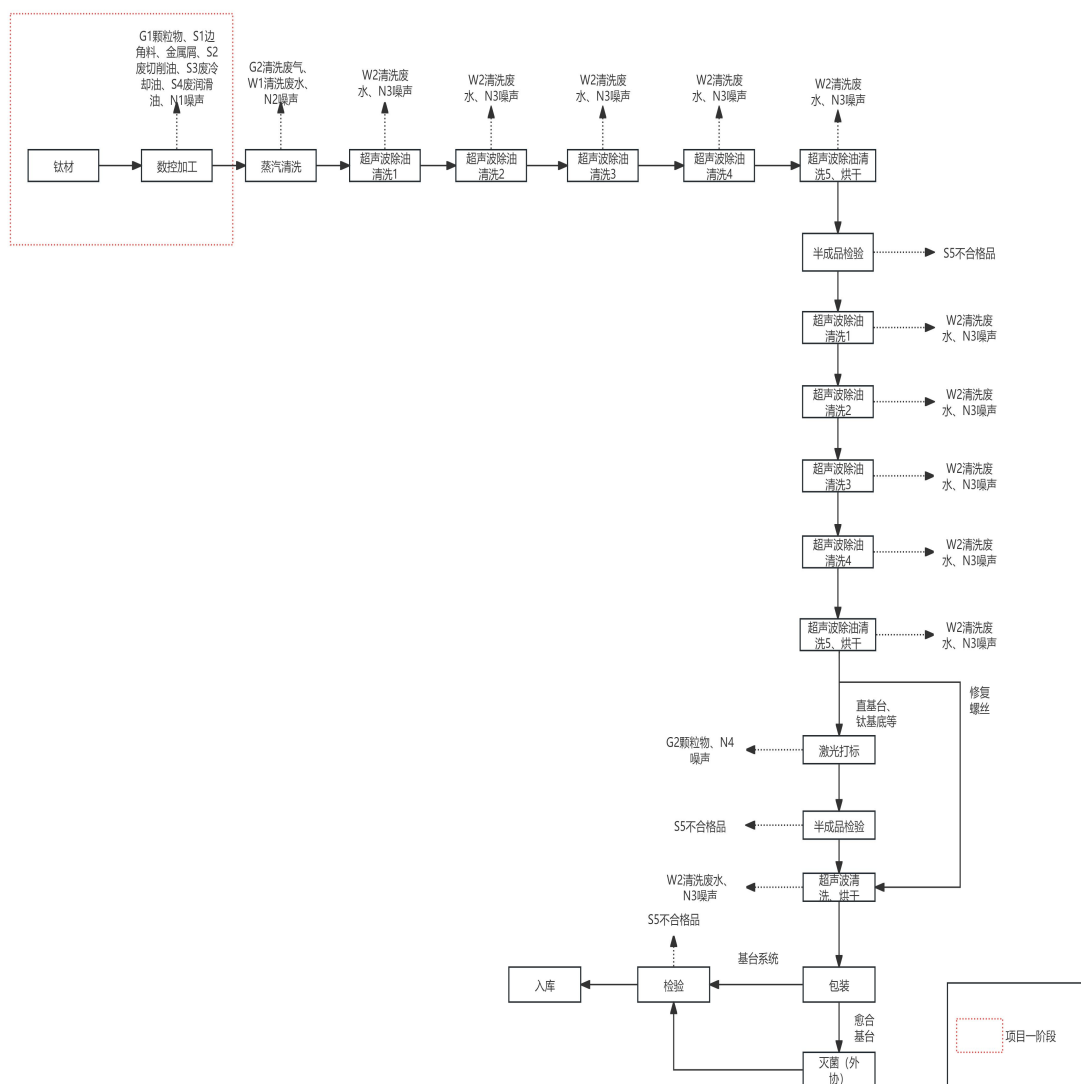 G1颗粒物、S1边
角料、金属屑、S2
废切削油、S3废冷
却油、S4废润滑
油、N1噪声
G2清洗废气、
W1清洗废水、
N2噪声
W2清洗废
水、N3噪声
W2清洗废
水、N3噪声
W2清洗废
水、N3噪声
W2清洗废
水、N3噪声
W2清洗废
水、N3噪声
钛材
数控加工
蒸汽清洗
超声波除油
清洗1
超声波除油
清洗2
超声波除油
清洗3
超声波除油
清洗4
超声波除油清
洗5、烘干
半成品检验
S5不合格品
超声波除油
清洗1
W2清洗废
水、N3噪声
超声波除油
清洗2
W2清洗废
水、N3噪声
超声波除油
清洗3
W2清洗废
水、N3噪声
超声波除油
清洗4
W2清洗废
水、N3噪声
超声波除油清
洗5、烘干
W2清洗废
水、N3噪声
修复
螺丝
直基台、
钛基底等
G2颗粒物、N4
噪声
激光打标
S5不合格品
半成品检验
W2清洗废水、
N3噪声
超声波清
洗、烘干
S5不合格品
基台系统
入库
检验
包装
愈合
基台
灭菌（外
协）
项目一阶段